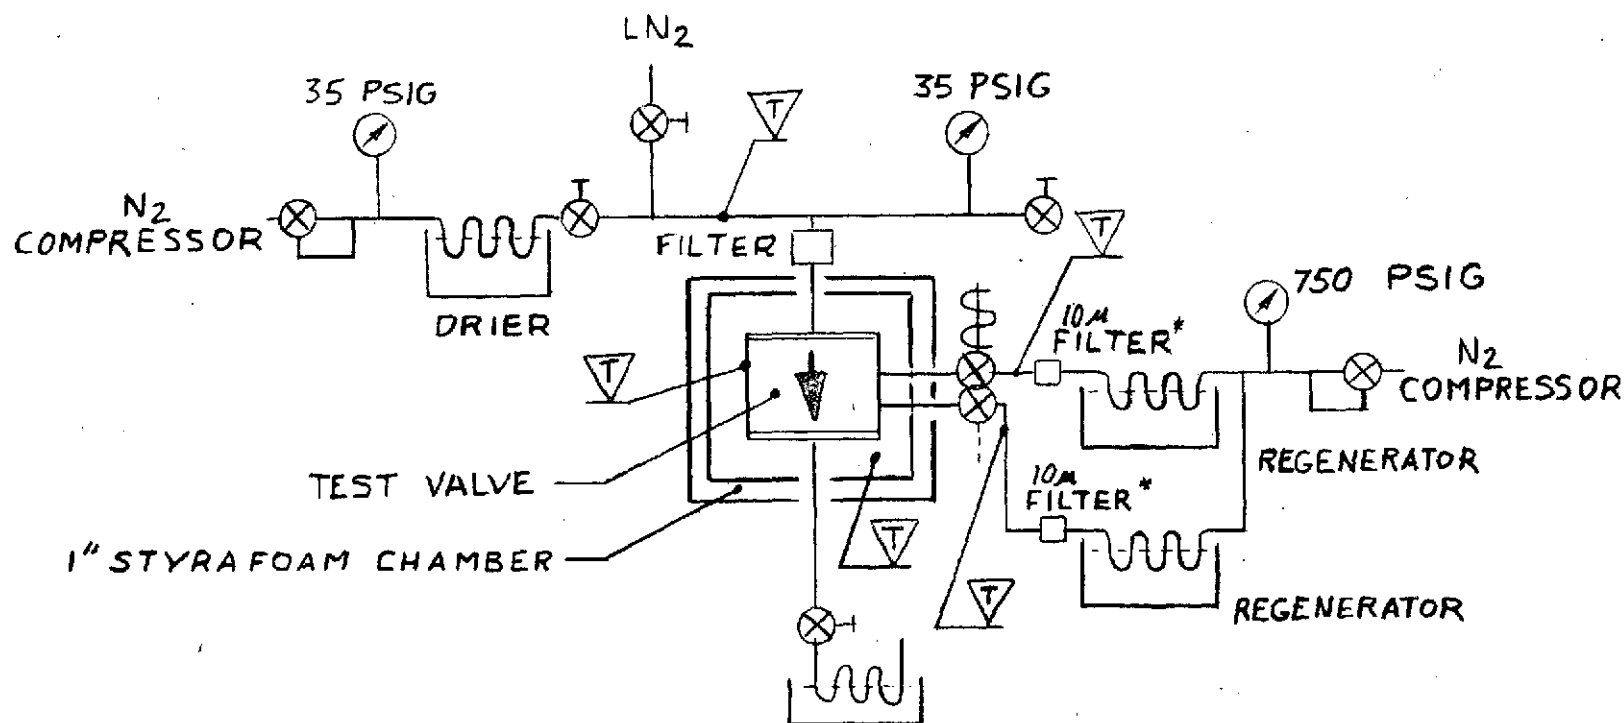 LN2
35 PSIG
T
35 PSIG
N2
COMPRESSOR
FILTER
T
DRIER
750 PSIG
10μ
FILTER*
N2
COMPRESSOR
T
TEST VALVE
REGENERATOR
10μ
FILTER*
T
1" STYRAFOAM CHAMBER
T
REGENERATOR